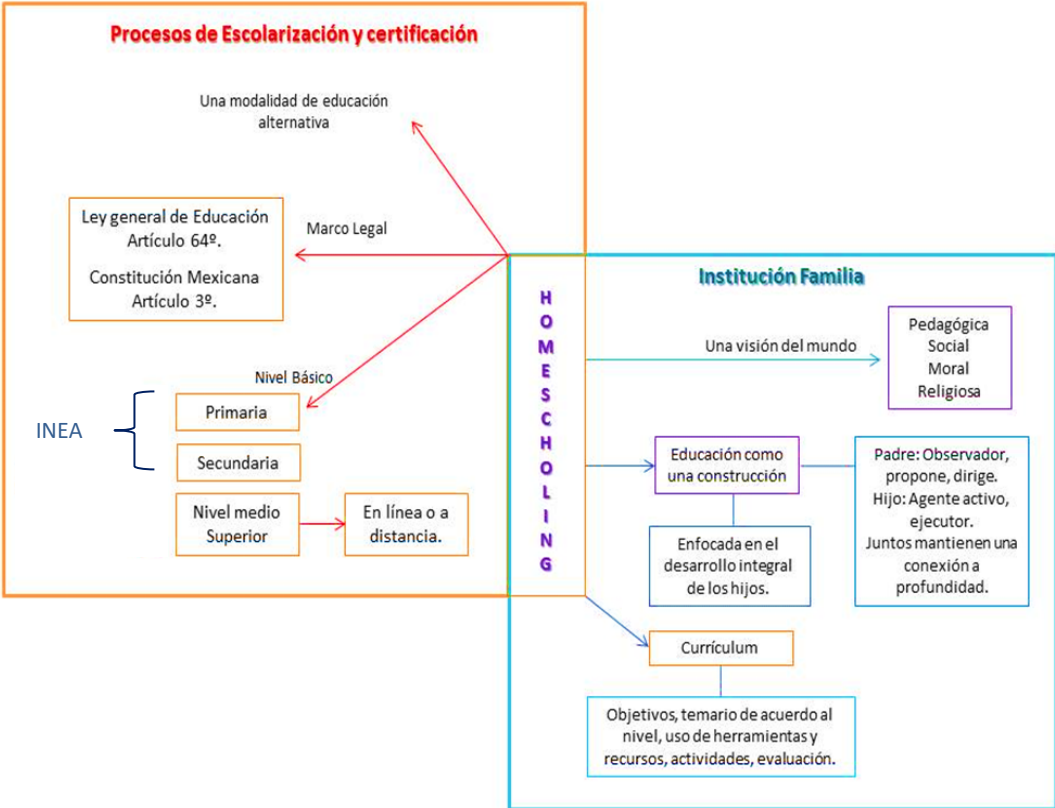 Procesos de Escolarización y certificación
Una modalidad de educación
alternativa
Ley general de Educación
Artículo 64º.
Constitución Mexicana
Artículo 3º.
Marco Legal
Nivel Básico
INEA
Primaria
Secundaria
Nivel medio
Superior
En línea o a
distancia.
H
O
M
E
S
C
H
O
L
I
N
G
Institución Familia
Una visión del mundo
Pedagógica
Social
Moral
Religiosa
Educación como
una construcción
Padre: Observador,
propone, dirige.
Hijo: Agente activo,
ejecutor.
Juntos mantienen una
conexión a
profundidad.
Enfocada en el
desarrollo integral
de los hijos.
Currículum
Objetivos, temario de acuerdo al
nivel, uso de herramientas y
recursos, actividades, evaluación.